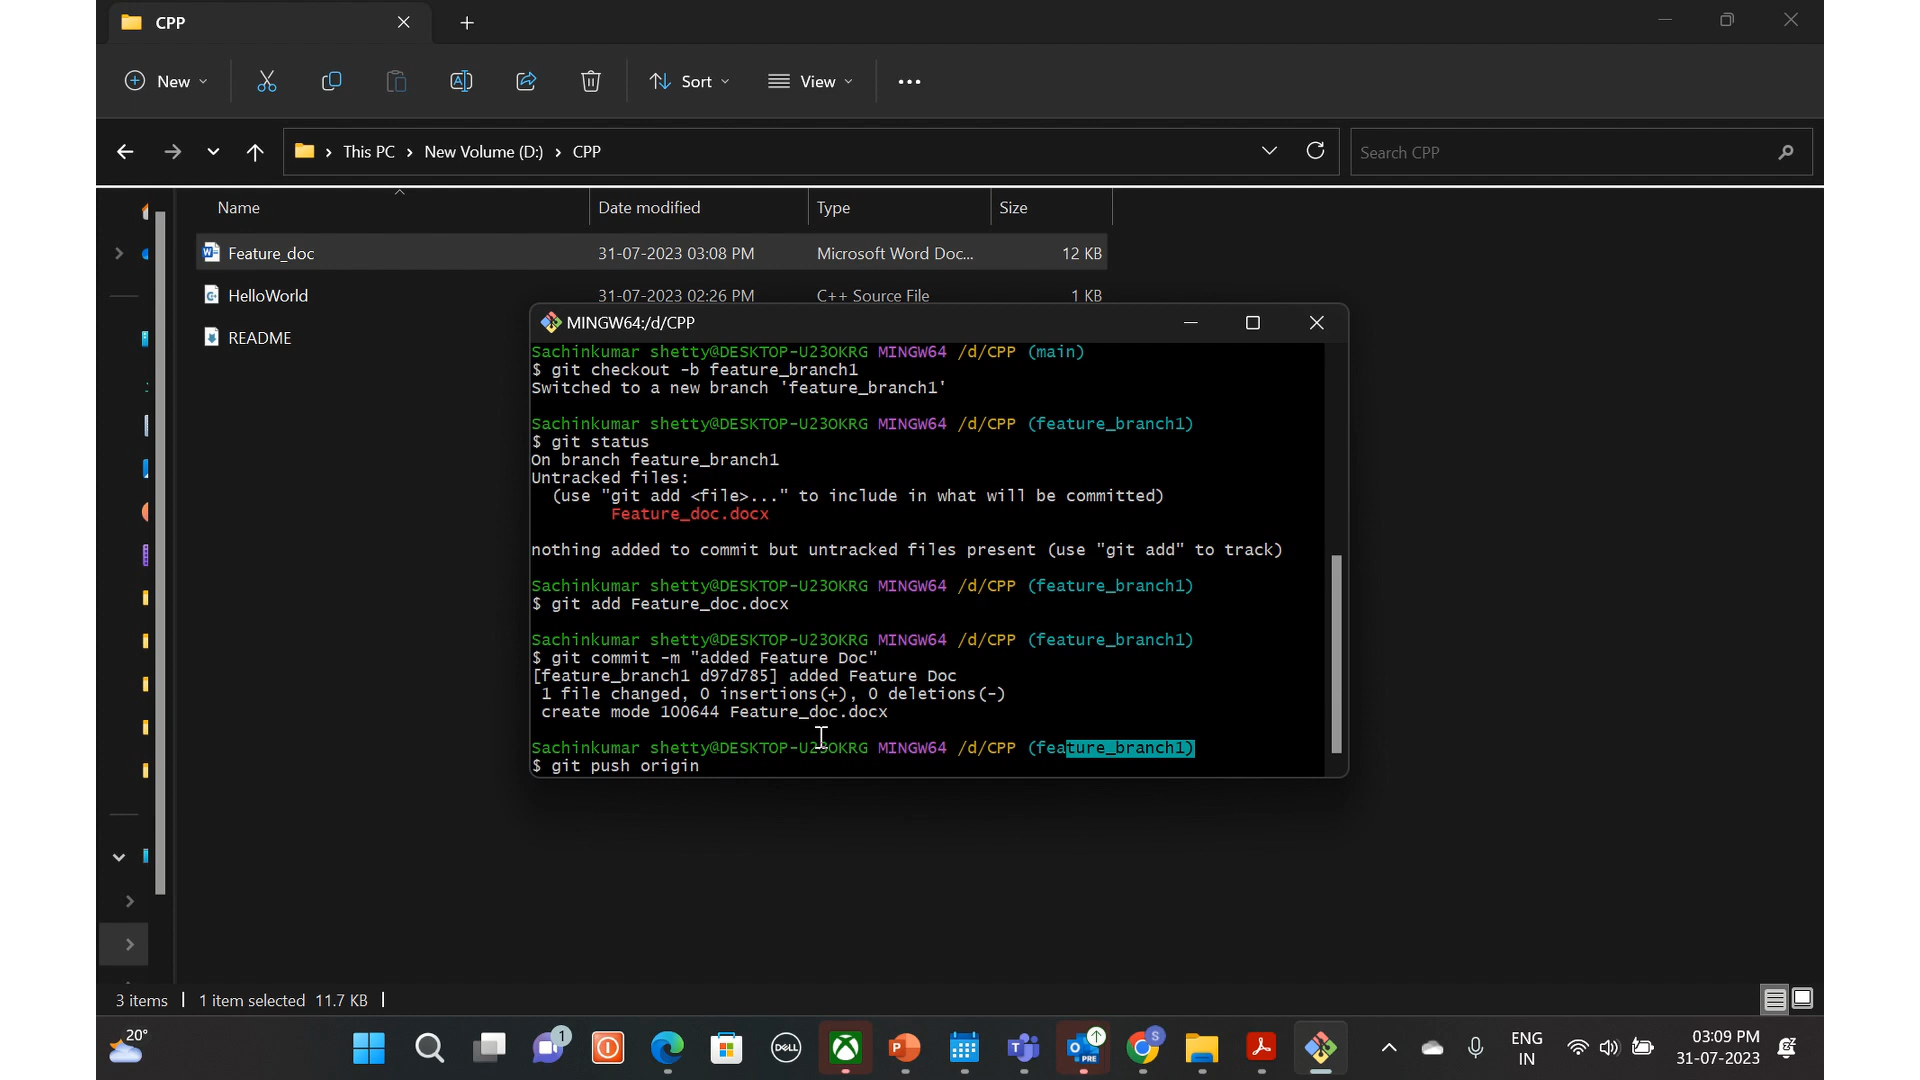 CPP
New
Sort
View
This PC
New Volume (D:)
CPP
Search CPP
Name
Date modified
Type
Size
Feature_doc
31-07-2023 03:08 PM
Microsoft Word Doc...
12 KB
HelloWorld
31-07-2023 02:26 PM
C++ Source File
1 KB
README
MINGW64:/d/CPP
Sachinkumar shetty@DESKTOP-U23OKRG MINGW64 /d/CPP (main)
$ git checkout -b feature_branch1
Switched to a new branch 'feature_branch1'
Sachinkumar shetty@DESKTOP-U23OKRG MINGW64 /d/CPP (feature_branch1)
$ git status
On branch feature_branch1
Untracked files:
(use "git add <file>..." to include in what will be committed)
Feature_doc.docx
nothing added to commit but untracked files present (use "git add" to track)
Sachinkumar shetty@DESKTOP-U23OKRG MINGW64 /d/CPP (feature_branch1)
$ git add Feature_doc.docx
Sachinkumar shetty@DESKTOP-U23OKRG MINGW64 /d/CPP (feature_branch1)
$ git commit -m "added Feature Doc"
[feature_branch1 d97d785] added Feature Doc
1 file changed, 0 insertions(+), 0 deletions(-)
create mode 100644 Feature_doc.docx
Sachinkumar shetty@DESKTOP-U23OKRG MINGW64 /d/CPP (feature_branch1)
$ git push origin
3 items
1 item selected 11.7 KB
20°
1
DELL
P
T
PRE
S
ENG
IN
03:09 PM
31-07-2023